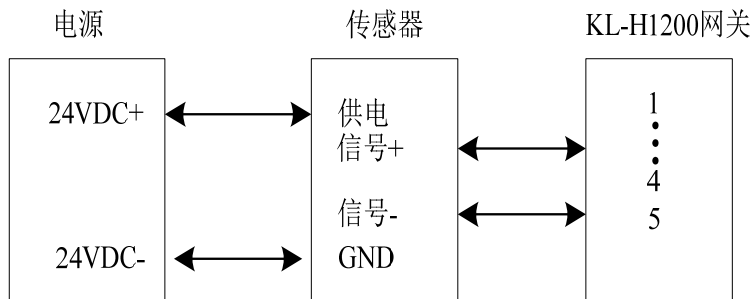 电源 传感器 KL-H1200网关
24VDC+ 供电 1
信号+
4
信号- 5
24VDC- GND